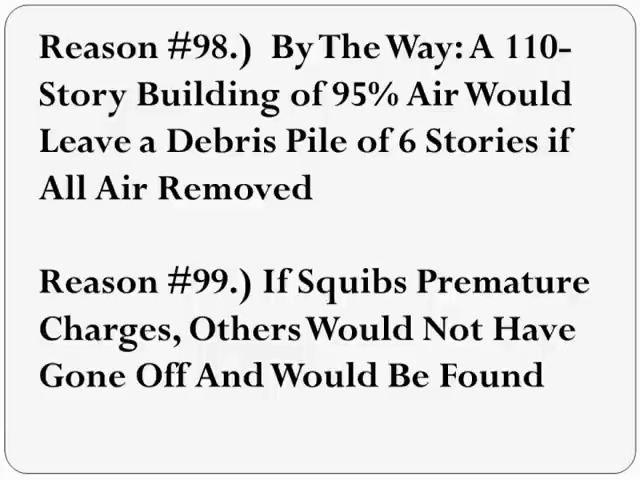 Reason #98.) By The Way: A 110-
Story Building of 95% Air Would
Leave a Debris Pile of 6 Stories if
All Air Removed
Reason #99.) If Squibs Premature
Charges, Others Would Not Have
Gone Off And Would Be Found